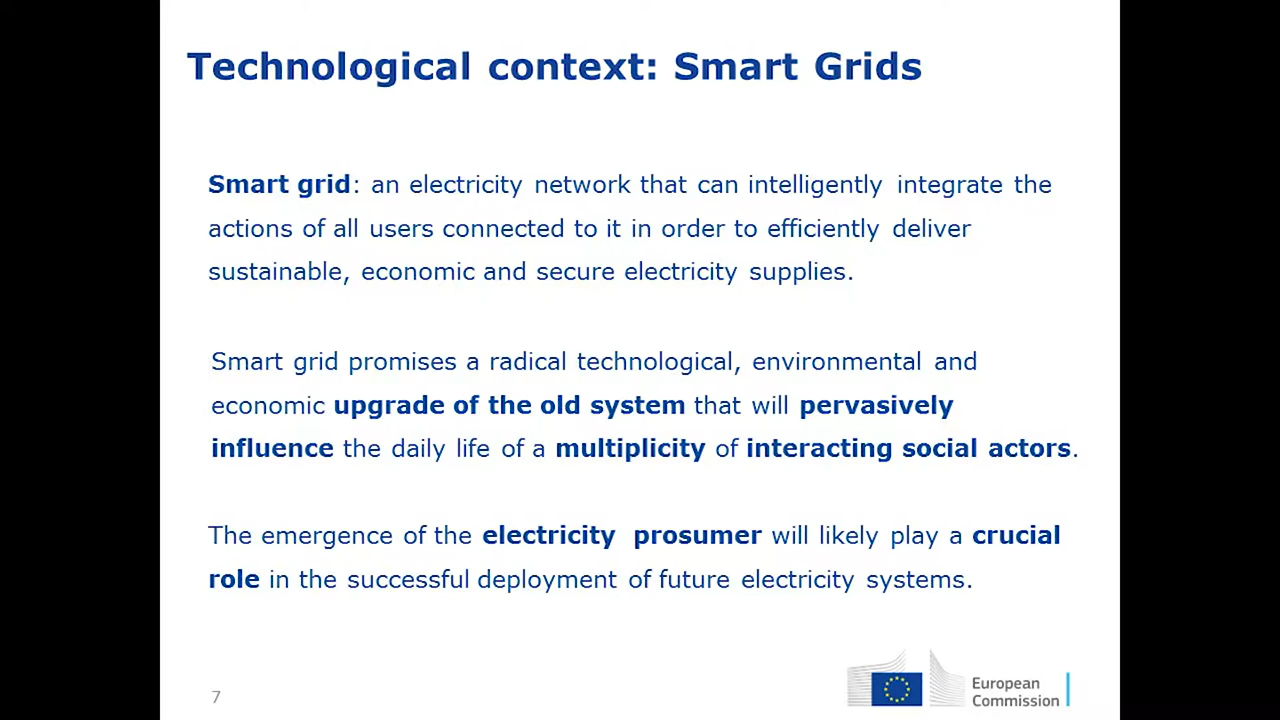 Technological context: Smart Grids
Smart grid: an electricity network that can intelligently integrate the
actions of all users connected to it in order to efficiently deliver
sustainable, economic and secure electricity supplies.
Smart grid promises a radical technological, environmental and
economic upgrade of the old system that will pervasively
influence the daily life of a multiplicity of interacting social actors.
The emergence of the electricity prosumer will likely play a crucial
role in the successful deployment of future electricity systems.
7
European
Commission